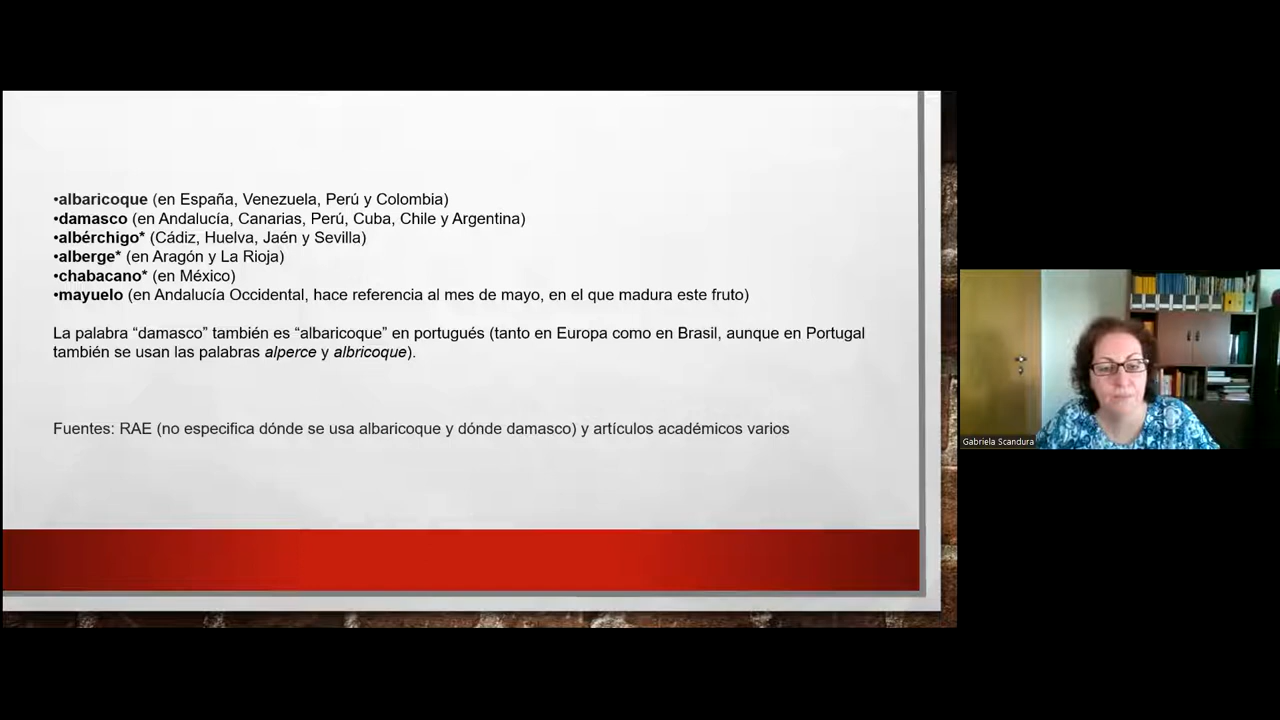 •albaricoque (en España, Venezuela, Perú y Colombia)
•damasco (en Andalucía, Canarias, Perú, Cuba, Chile y Argentina)
•albérchigo* (Cádiz, Huelva, Jaén y Sevilla)
•alberge* (en Aragón y La Rioja)
•chabacano* (en México)
•mayuelo (en Andalucía Occidental, hace referencia al mes de mayo, en el que madura este fruto)
La palabra “damasco” también es “albaricoque” en portugués (tanto en Europa como en Brasil, aunque en Portugal
también se usan las palabras alperce y albricoque).
Fuentes: RAE (no especifica dónde se usa albaricoque y dónde damasco) y artículos académicos varios
Gabriela Scandura